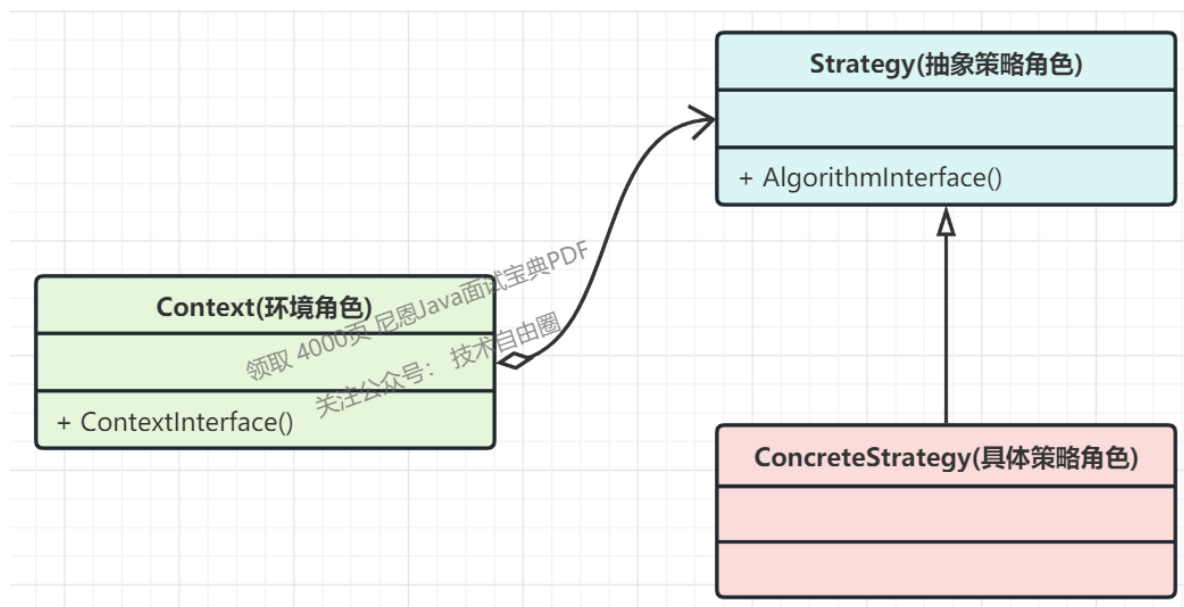 Strategy(抽象策略角色)
+ AlgorithmInterface()
Context(环境角色)
+ ContextInterface()
领取 4000页 尼恩Java面试宝典PDF
关注公众号： 技术自由圈
ConcreteStrategy(具体策略角色)